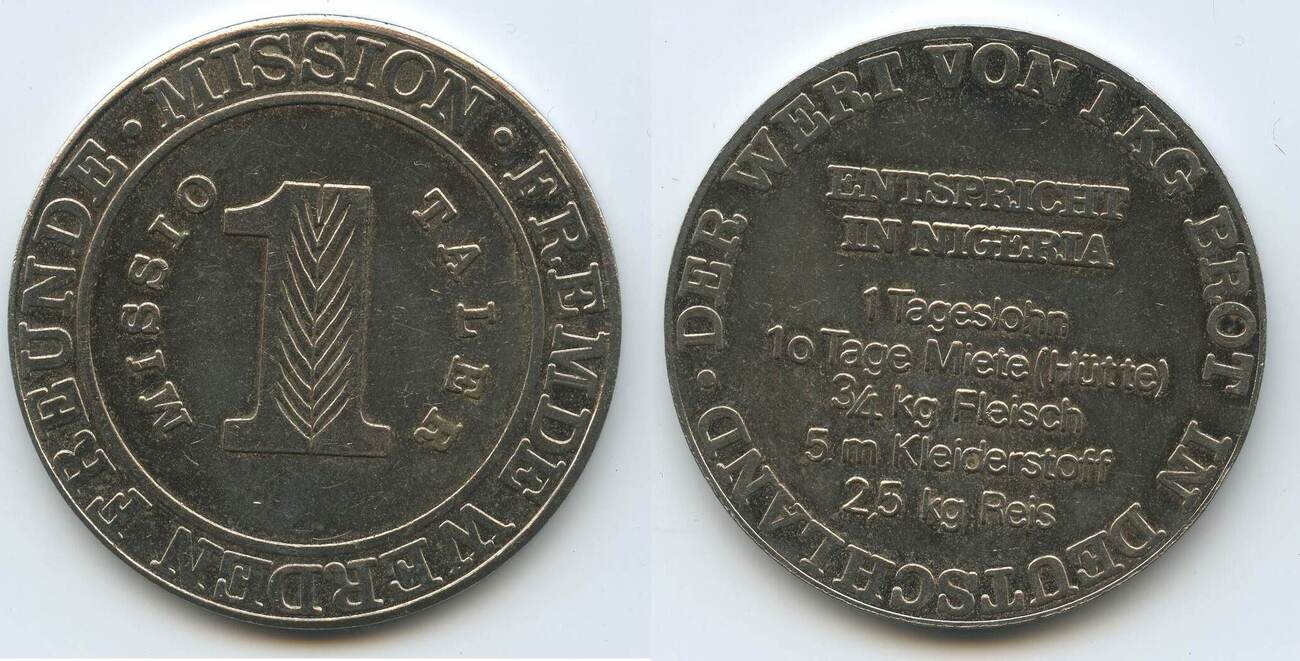 · MISSION · FREMDE WERDEN FREUNDE
MISSIO TALER
1
· DER WERT VON 1 KG BROT IN DEUTSCHLAND
ENTSPRICHT
IN NIGERIA
1 Tageslohn
10 Tage Miete (Hütte)
3/4 kg Fleisch
5 m Kleiderstoff
2,5 kg Reis